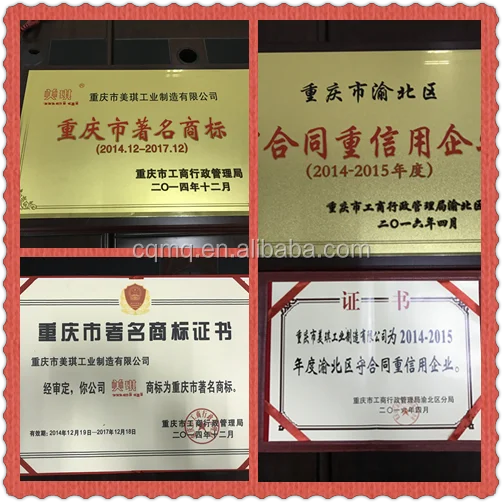 美琪 ®
meiqi
重庆市美琪工业制造有限公司
重庆市著名商标
(2014.12-2017.12)
重庆市工商行政管理局
二〇一四年十二月
重庆市渝北区
合同重信用企业
(2014-2015年度)
重庆市工商行政管理局渝北区
二〇一六年四月
cqmq.en.alibaba.com
重庆市著名商标证书
重庆市美琪工业制造有限公司
经审定，你公司 美琪 meiqi 商标为重庆市著名商标。
重庆市工商行政管理局
二〇一四年十二月
有效期：2014年12月19日—2017年12月18日
证 书
重庆市美琪工业制造有限公司为2014-2015
年度渝北区守合同重信用企业。
重庆市工商行政管理局渝北区分局
二〇一六年四月